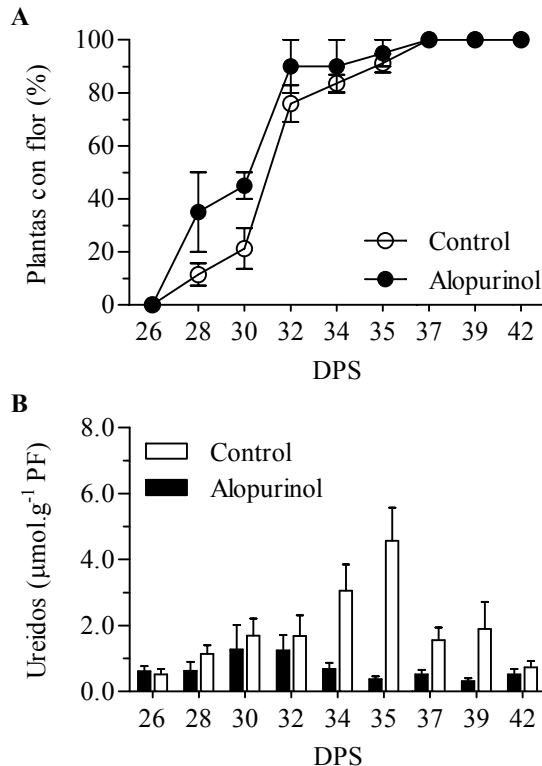 A
Plantas con flor (%)
100
80
60
40
20
0
Control
Alopurinol
26 28 30 32 34 35 37 39 42
DPS
B
Ureidos (µmol.g⁻¹ PF)
8.0
6.0
4.0
2.0
0.0
Control
Alopurinol
26 28 30 32 34 35 37 39 42
DPS